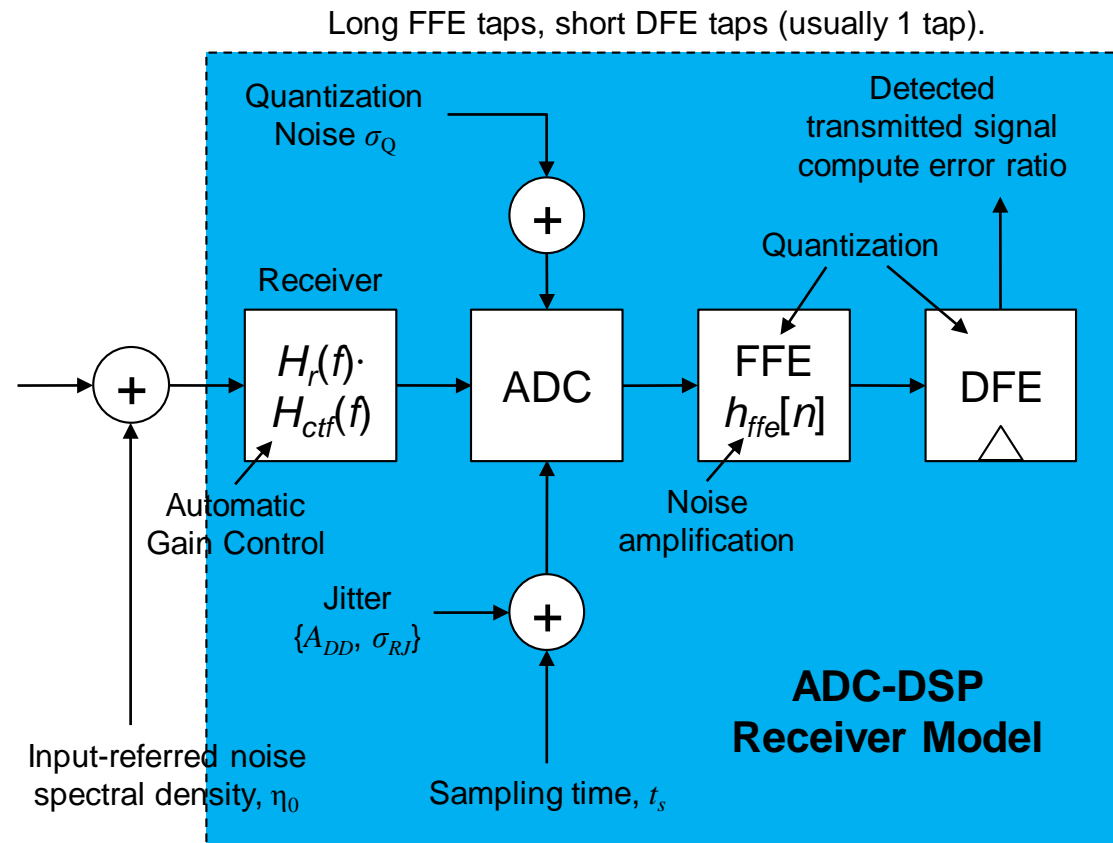 Long FFE taps, short DFE taps (usually 1 tap).
Quantization
Noise σQ
Detected
transmitted signal
compute error ratio
+
Quantization
Receiver
Hr(f)·
Hctf(f)
ADC
FFE
hffe[n]
DFE
+
Automatic
Gain Control
Noise
amplification
Jitter
{ADD, σRJ}
+
ADC-DSP
Receiver Model
Input-referred noise
spectral density, η0
Sampling time, ts